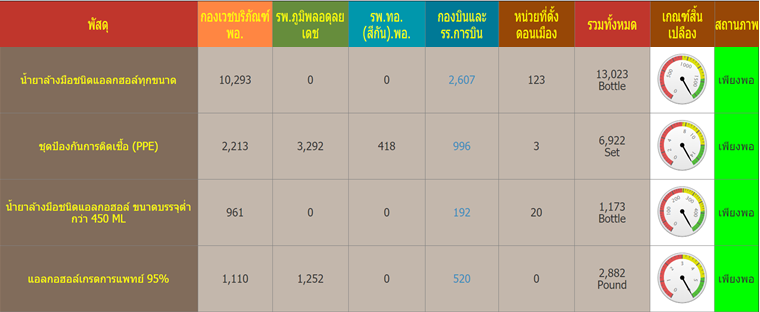 พัสดุ กองเวชบริภัณฑ์ พอ. รพ.ภูมิพลอดุลยเดช รพ.ทอ. (สีกัน).พอ. กองบินและ รร.การบิน หน่วยที่ตั้งดอนเมือง รวมทั้งหมด เกณฑ์สิ้นเปลือง สถานภาพ
น้ำยาล้างมือชนิดแอลกอฮอล์ทุกขนาด 10,293 0 0 2,607 123 13,023 Bottle เพียงพอ
ชุดป้องกันการติดเชื้อ (PPE) 2,213 3,292 418 996 3 6,922 Set เพียงพอ
น้ำยาล้างมือชนิดแอลกอฮอล์ ขนาดบรรจุต่ำกว่า 450 ML 961 0 0 192 20 1,173 Bottle เพียงพอ
แอลกอฮอล์เกรดการแพทย์ 95% 1,110 1,252 0 520 0 2,882 Pound เพียงพอ